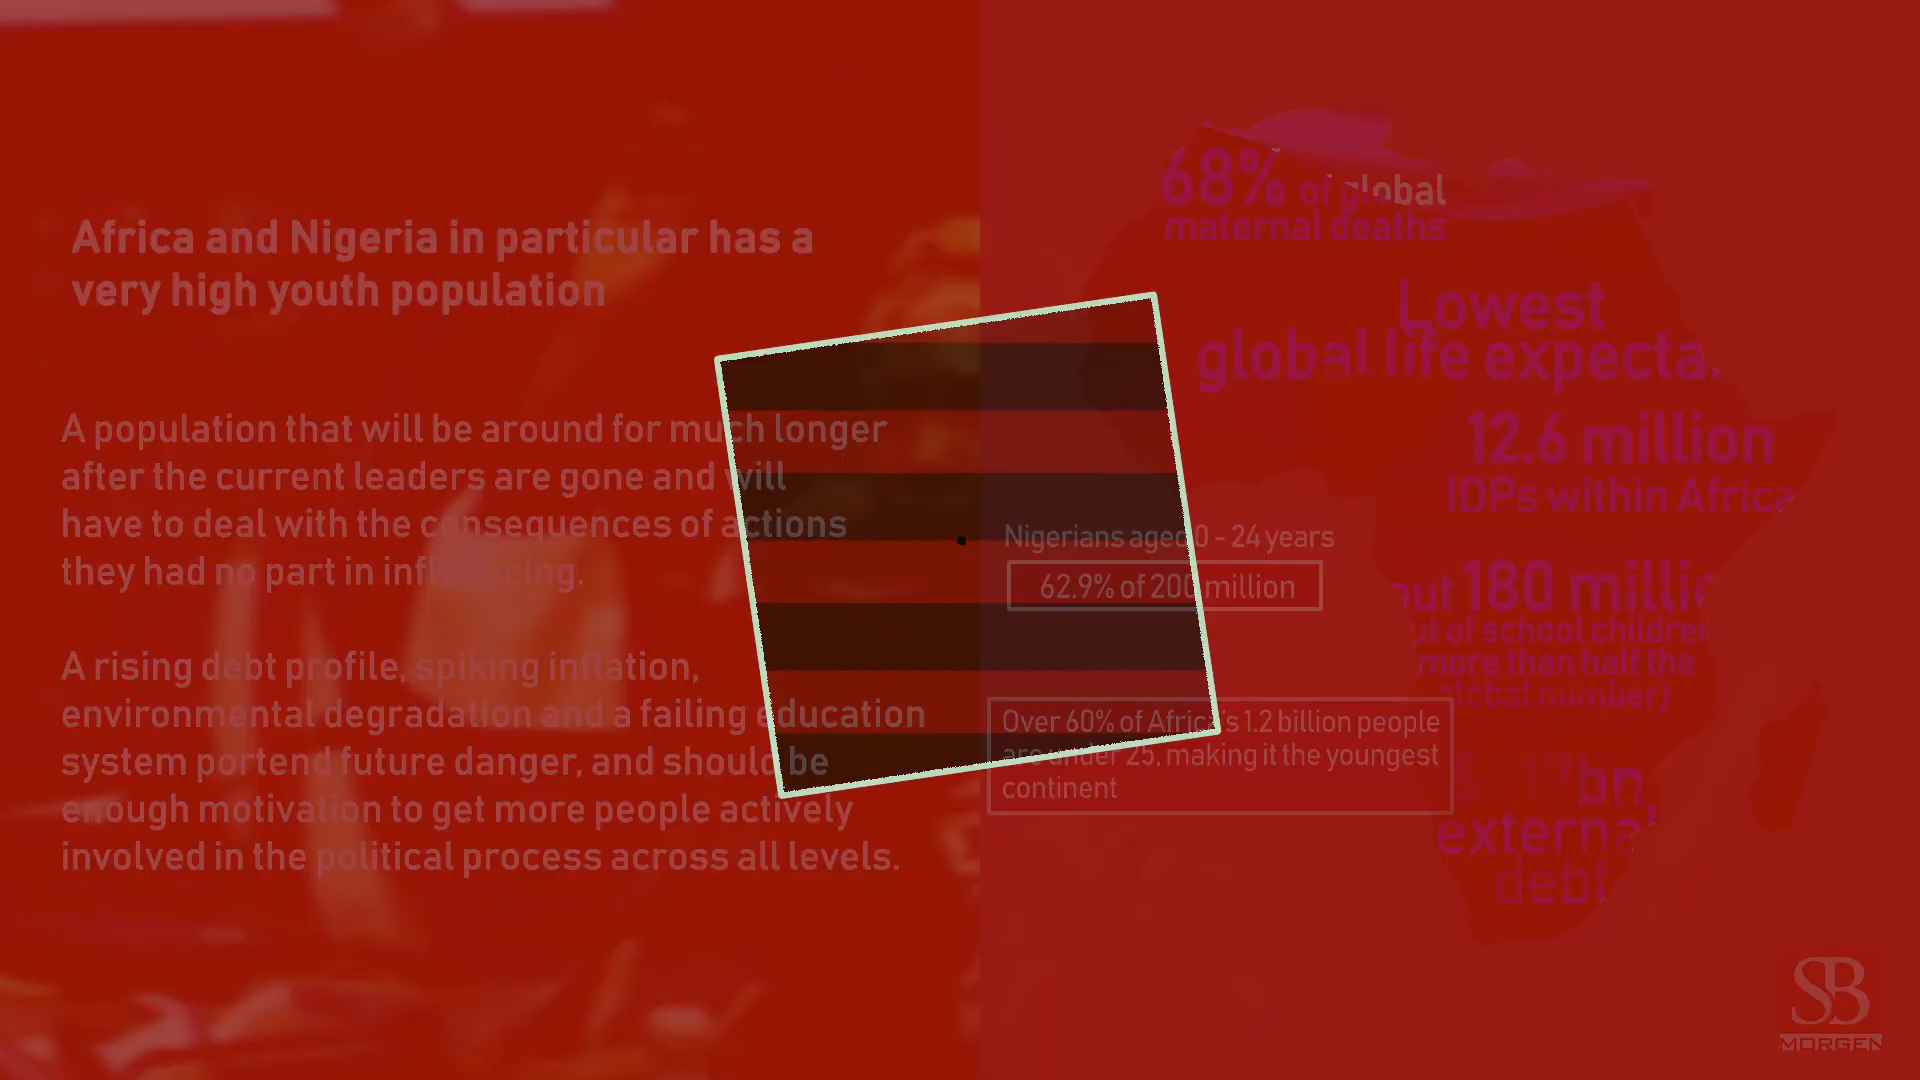 Africa and Nigeria in particular has a
very high youth population
A population that will be around for much longer
after the current leaders are gone and will
have to deal with the consequences of actions
they had no part in influencing.
A rising debt profile, spiking inflation,
environmental degradation and a failing education
system portend future danger, and should be
enough motivation to get more people actively
involved in the political process across all levels.
Nigerians aged 0 - 24 years
62.9% of 200 million
Over 60% of Africa's 1.2 billion people
are under 25, making it the youngest
continent
68% of global
maternal deaths
Lowest
global life
12.6 million
IDPs within Africa
180
of school children
more than half the
global number)
bn,
external
debt
SB
MORGEN